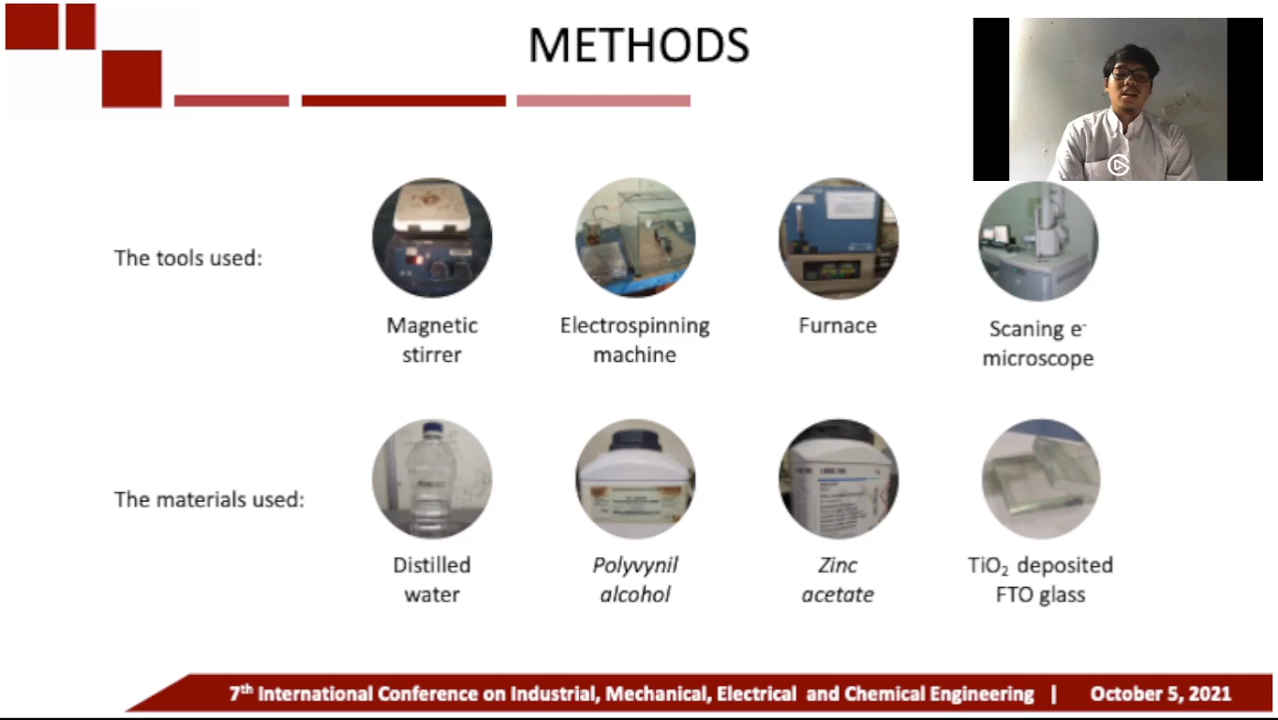 METHODS
The tools used:
Magnetic
stirrer
Electrospinning
machine
Furnace
Scaning e⁻
microscope
The materials used:
Distilled
water
Polyvynil
alcohol
Zinc
acetate
TiO₂ deposited
FTO glass
7th International Conference on Industrial, Mechanical, Electrical and Chemical Engineering | October 5, 2021